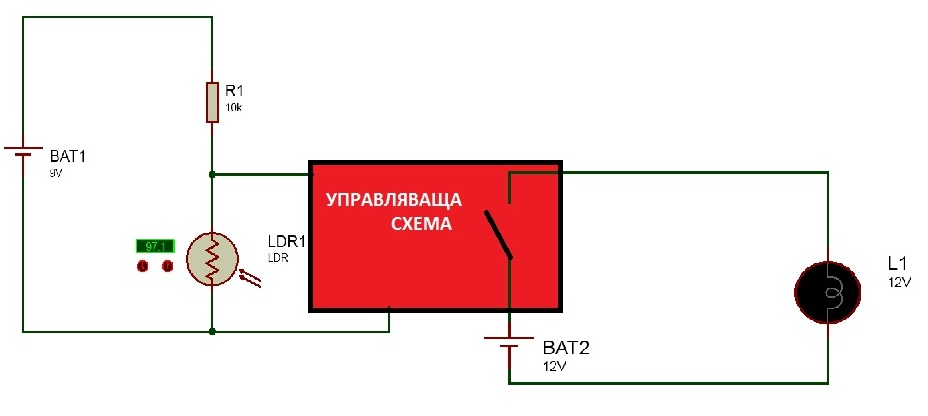 R1
10k
BAT1
9V
УПРАВЛЯВАЩА
СХЕМА
97.1
LDR1
LDR
L1
12V
BAT2
12V